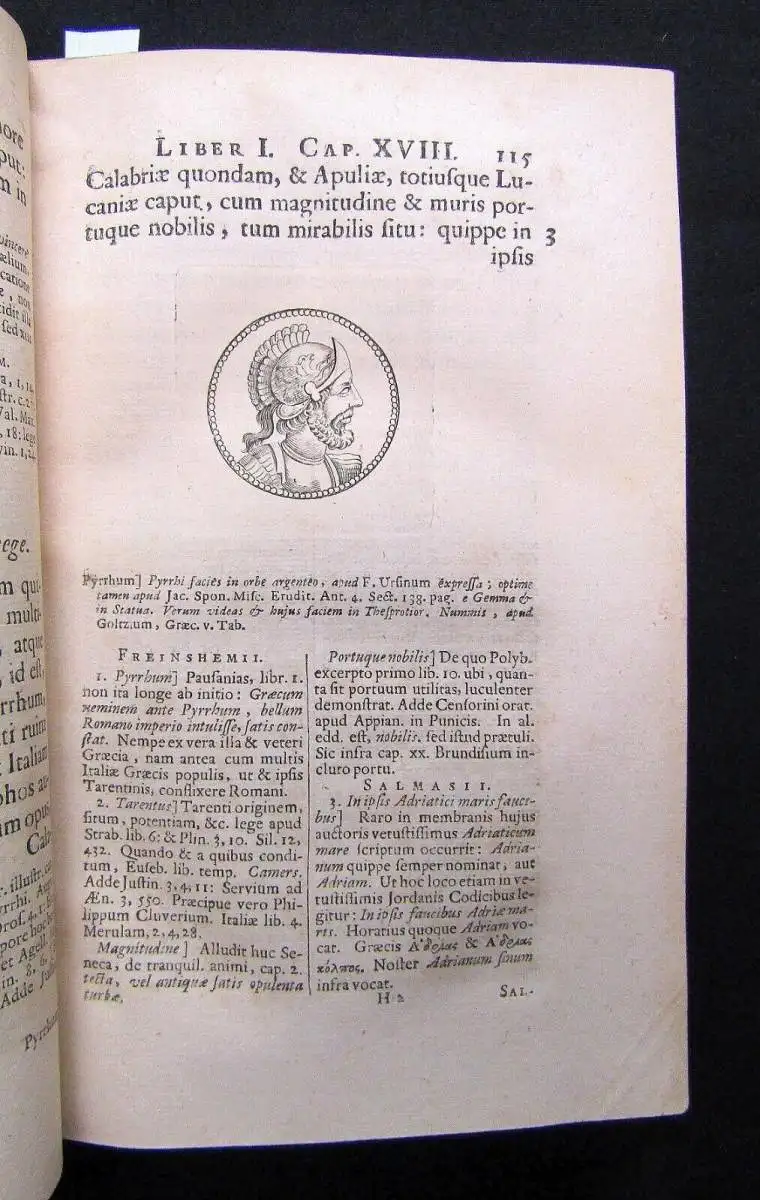 LIBER I. CAP. XVIII. 115
Calabriæ quondam, & Apuliæ, totiuſque Lu-
caniæ caput, cum magnitudine & muris por-
tuque nobilis, tum mirabilis ſitu: quippe in 3
ipſis
Pyrrhum] Pyrrhi facies in orbe argenteo, apud F. Urſinum expreſſa; optime
tamen apud Jac. Spon. Miſc. Erudit. Ant. 4. Sect. 138. pag. e Gemma &
in Statua. Verum videas & hujus faciem in Theſprotior. Nummis, apud
Goltzium, Græc. v. Tab.
FREINSHEMII.
1. Pyrrhum] Pauſanias, libr. 1.
non ita longe ab initio: Græcum
neminem ante Pyrrhum, bellum
Romano imperio intuliſſe, ſatis con-
ſtat. Nempe ex vera illa & veteri
Græcia, nam antea cum multis
Italiæ Græcis populis, ut & ipſis
Tarentinis, conflixere Romani.
2. Tarentus] Tarenti originem,
ſitum, potentiam, &c. lege apud
Strab. lib. 6: & Plin. 3, 10. Sil. 12,
432. Quando & a quibus condi-
tum, Euſeb. lib. temp. Camers.
Adde Juſtin. 3, 4, 11: Servium ad
Æn. 3, 550. Præcipue vero Phi-
lippum Cluverium. Italiæ lib. 4.
Merulam, 2, 4, 28.
Magnitudine] Alludit huc Se-
neca, de tranquil. animi, cap. 2.
tecta, vel antiquæ ſatis opulenta
turbæ.
Portuque nobilis] De quo Polyb.
excerpto primo lib. 10. ubi, quan-
ta ſit portuum utilitas, luculenter
demonſtrat. Adde Cenſorini orat.
apud Appian. in Punicis. In al.
edd. eſt, nobilis. ſed iſtud prætuli.
Sic infra cap. xx. Brundiſium in-
cluto portu.
SALMASII.
3. In ipſis Adriatici maris fauci-
bus] Raro in membranis hujus
auctoris vetuſtiſſimus Adriaticum
mare ſcriptum occurrit: Adria-
num quippe ſemper nominat, aut
Adriam. Ut hoc loco etiam in ve-
tuſtiſſimis Jordanis Codicibus le-
gitur: In ipſis faucibus Adriæ ma-
ris. Horatius quoque Adriam vo-
cat. Græcis Ἀδρίας & Ἀδρίας
κόλπος. Noſter Adrianum ſinum
infra vocat.
H 2 SAL-